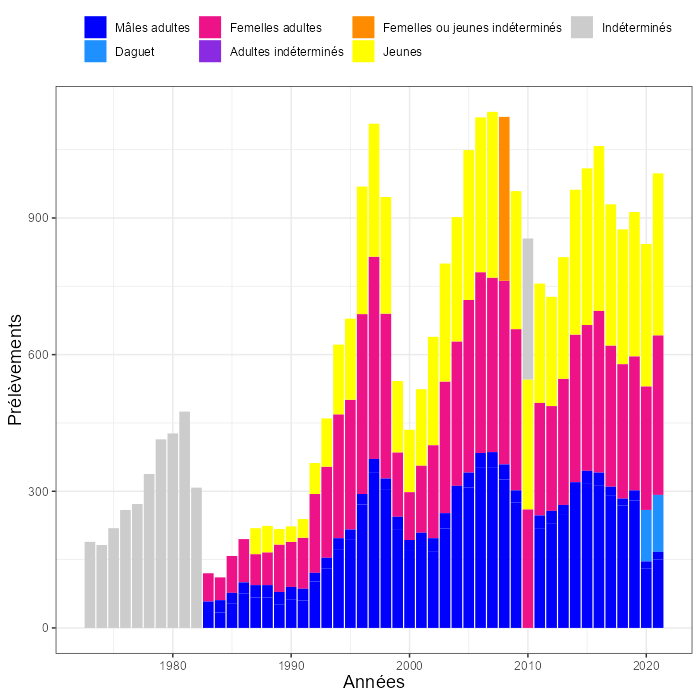 Mâles adultes Femelles adultes Femelles ou jeunes indéterminés Indéterminés
Daguet Adultes indéterminés Jeunes
900
600
300
0
Prélèvements
1980 1990 2000 2010 2020
Années